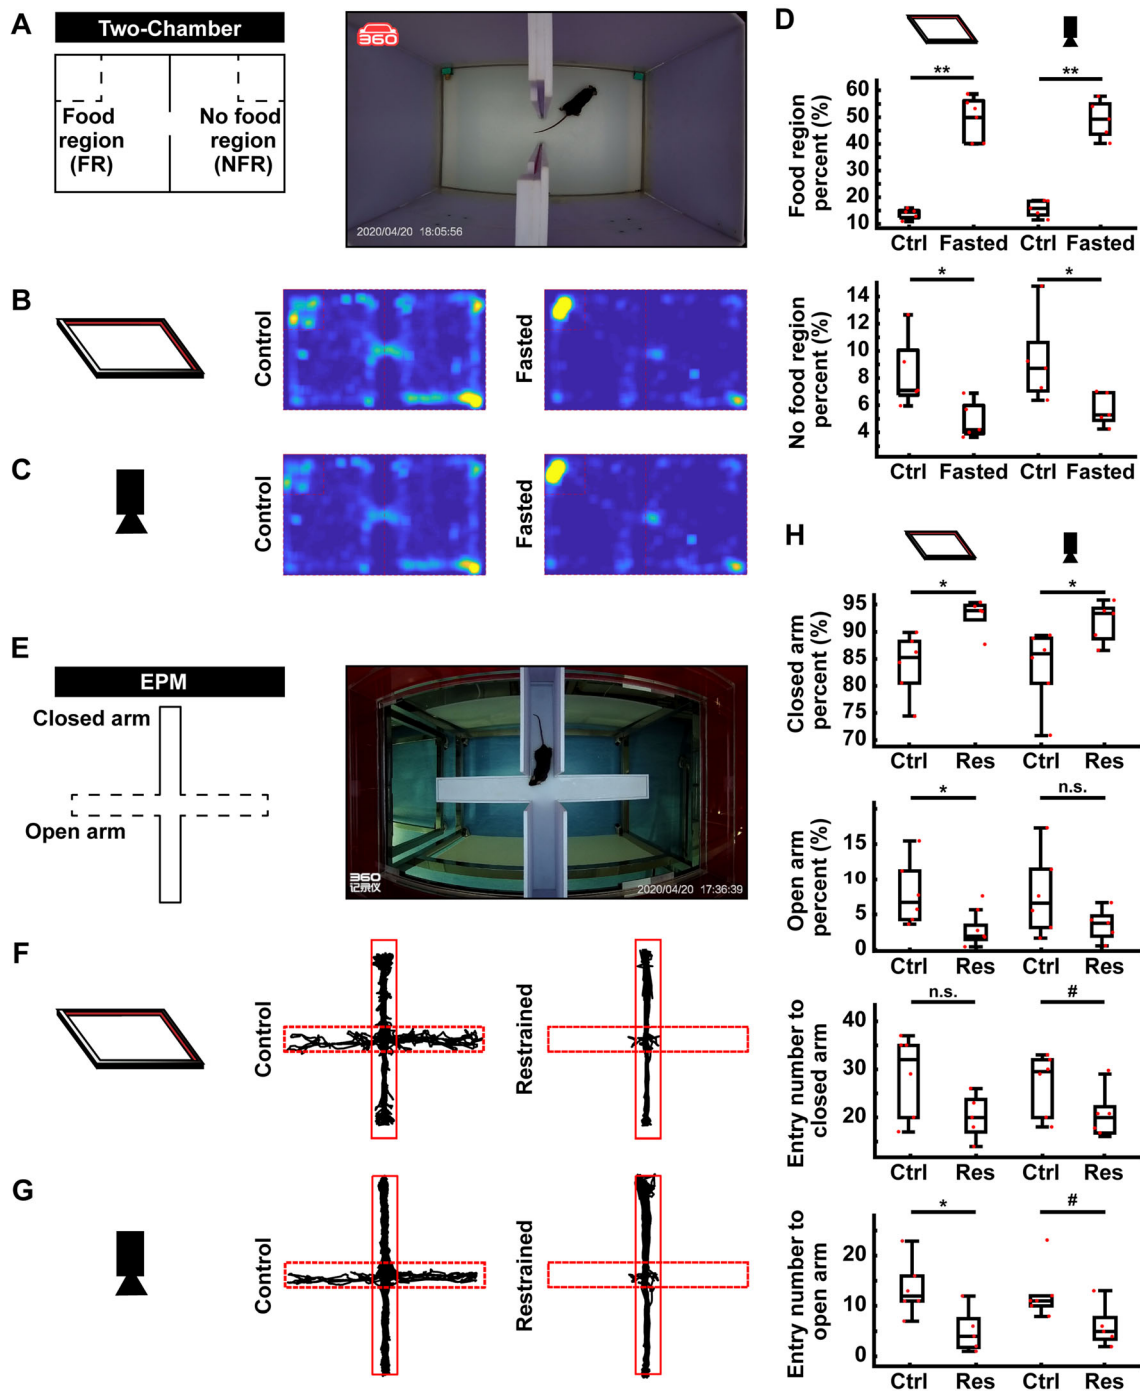 A
Two-Chamber
Food
region
(FR)
No food
region
(NFR)
360
2020/04/20 18:05:56
B
Control
Fasted
C
Control
Fasted
D
**
**
Food region
percent (%)
60
50
40
30
20
10
Ctrl Fasted Ctrl Fasted
*
*
No food region
percent (%)
14
12
10
8
6
4
Ctrl Fasted Ctrl Fasted
E
EPM
Closed arm
Open arm
360
记录仪
2020/04/20 17:36:39
F
Control
Restrained
G
Control
Restrained
H
*
*
Closed arm
percent (%)
95
90
85
80
75
70
Ctrl Res Ctrl Res
*
n.s.
Open arm
percent (%)
15
10
5
0
Ctrl Res Ctrl Res
n.s.
#
Entry number to
closed arm
40
30
20
Ctrl Res Ctrl Res
*
#
Entry number to
open arm
20
10
0
Ctrl Res Ctrl Res